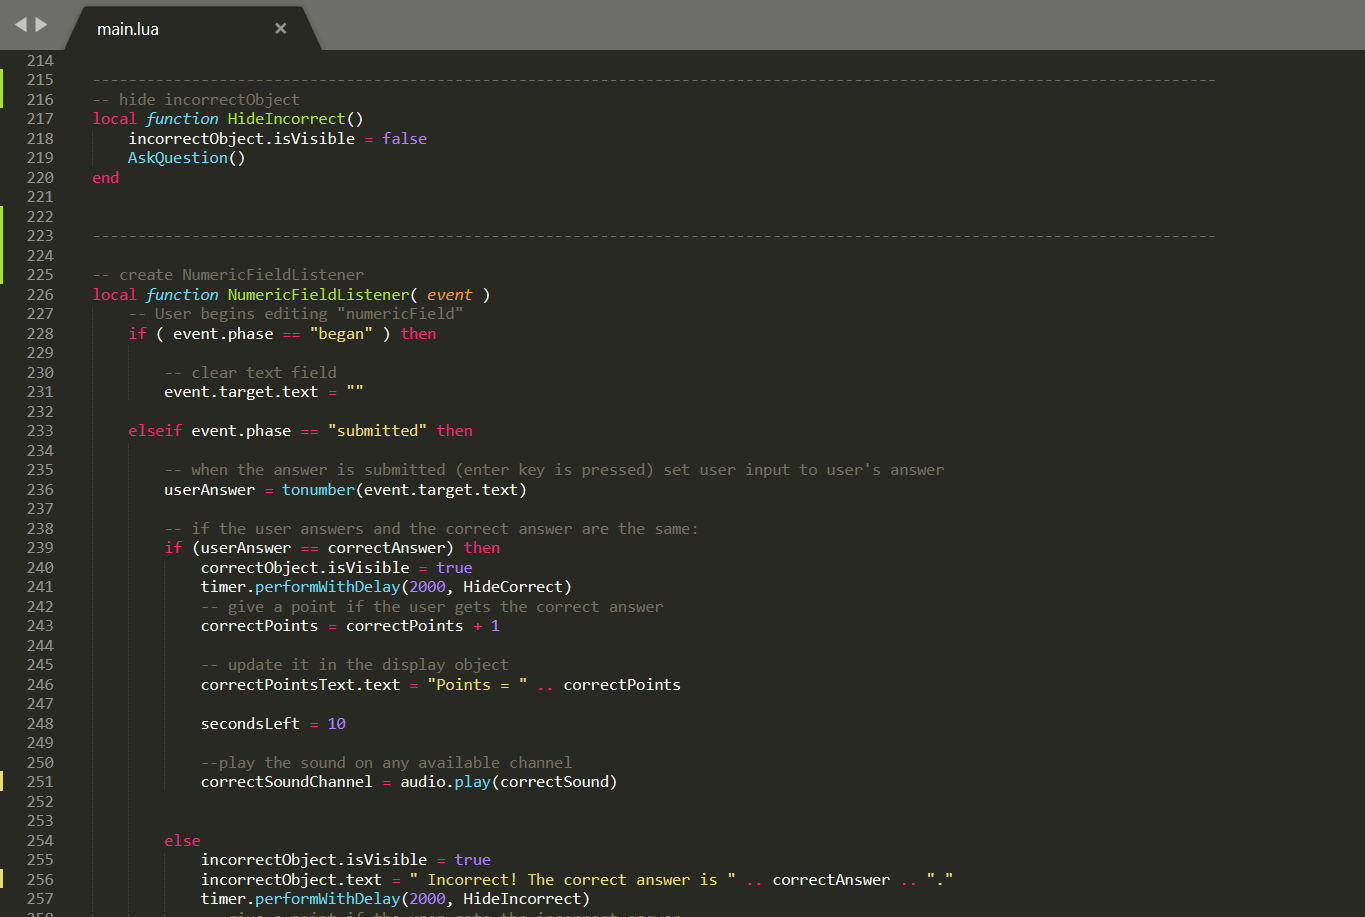 main.lua ×
214
215 -----------------------------------------------------------------------------------------------------------------------------
216 -- hide incorrectObject
217 local function HideIncorrect()
218 incorrectObject.isVisible = false
219 AskQuestion()
220 end
221
222
223 -----------------------------------------------------------------------------------------------------------------------------
224
225 -- create NumericFieldListener
226 local function NumericFieldListener( event )
227 -- User begins editing "numericField"
228 if ( event.phase == "began" ) then
229
230 -- clear text field
231 event.target.text = ""
232
233 elseif event.phase == "submitted" then
234
235 -- when the answer is submitted (enter key is pressed) set user input to user's answer
236 userAnswer = tonumber(event.target.text)
237
238 -- if the user answers and the correct answer are the same:
239 if (userAnswer == correctAnswer) then
240 correctObject.isVisible = true
241 timer.performWithDelay(2000, HideCorrect)
242 -- give a point if the user gets the correct answer
243 correctPoints = correctPoints + 1
244
245 -- update it in the display object
246 correctPointsText.text = "Points = " .. correctPoints
247
248 secondsLeft = 10
249
250 --play the sound on any available channel
251 correctSoundChannel = audio.play(correctSound)
252
253
254 else
255 incorrectObject.isVisible = true
256 incorrectObject.text = " Incorrect! The correct answer is " .. correctAnswer .. "."
257 timer.performWithDelay(2000, HideIncorrect)